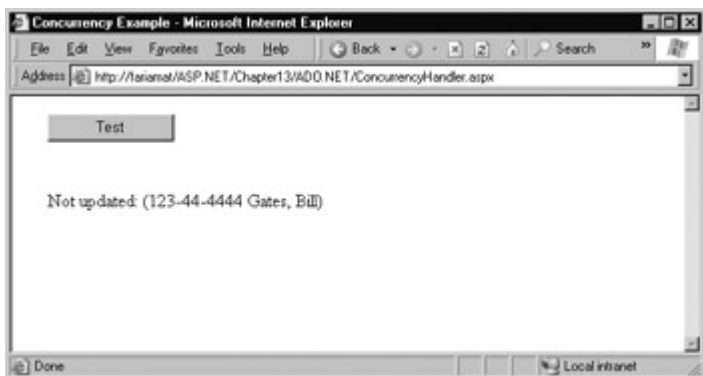 Concurrency Example - Microsoft Internet Explorer
File Edit View Favorites Tools Help Back Search »
Address http://fariamat/ASP.NET/Chapter13/ADO.NET/ConcurrencyHandler.aspx
Test
Not updated: (123-44-4444 Gates, Bill)
Done Local intranet